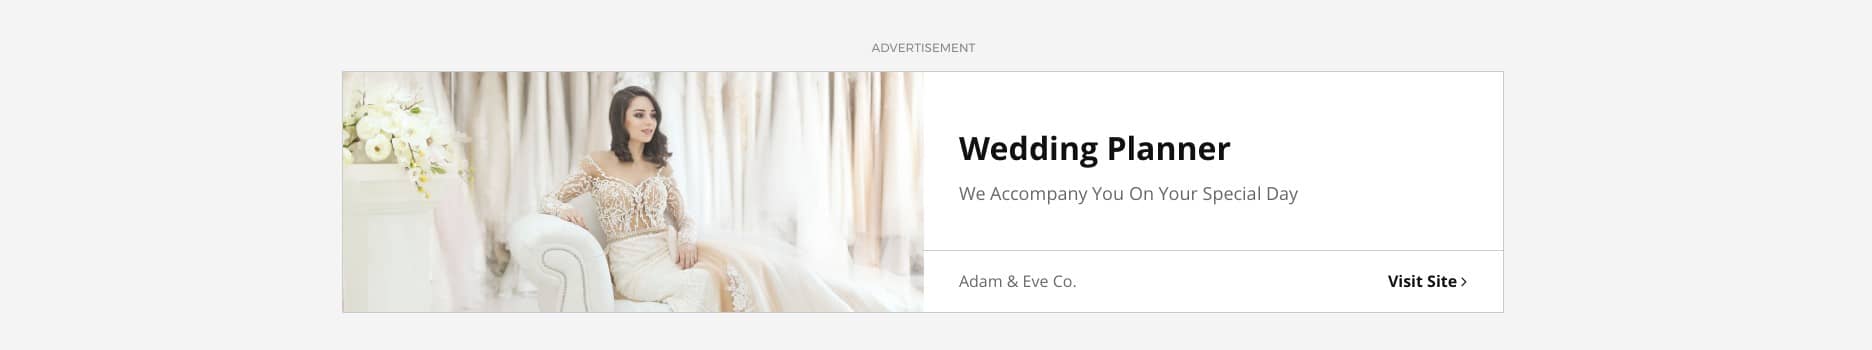 ADVERTISEMENT
Wedding Planner
We Accompany You On Your Special Day
Adam & Eve Co.
Visit Site